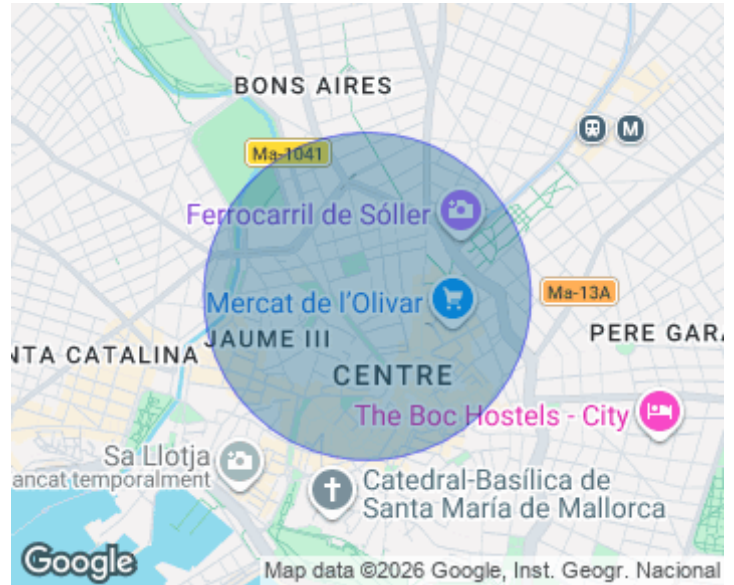 BONS AIRES
Ma-1041
M
Ferrocarril de Sóller
Mercat de l'Olivar
Ma-13A
JAUME III
PERE GAR
NTA CATALINA
CENTRE
The Boc Hostels - City
Sa Llotja
ancat temporalment
Catedral-Basílica de
Santa María de Mallorca
Google
Map data ©2026 Google, Inst. Geogr. Nacional